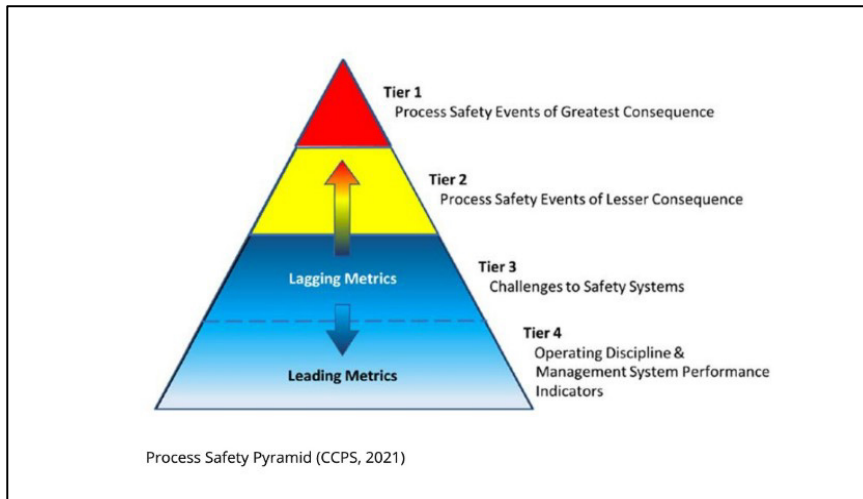 Tier 1
Process Safety Events of Greatest Consequence
Tier 2
Process Safety Events of Lesser Consequence
Lagging Metrics
Tier 3
Challenges to Safety Systems
Tier 4
Operating Discipline &
Management System Performance
Indicators
Leading Metrics
Process Safety Pyramid (CCPS, 2021)